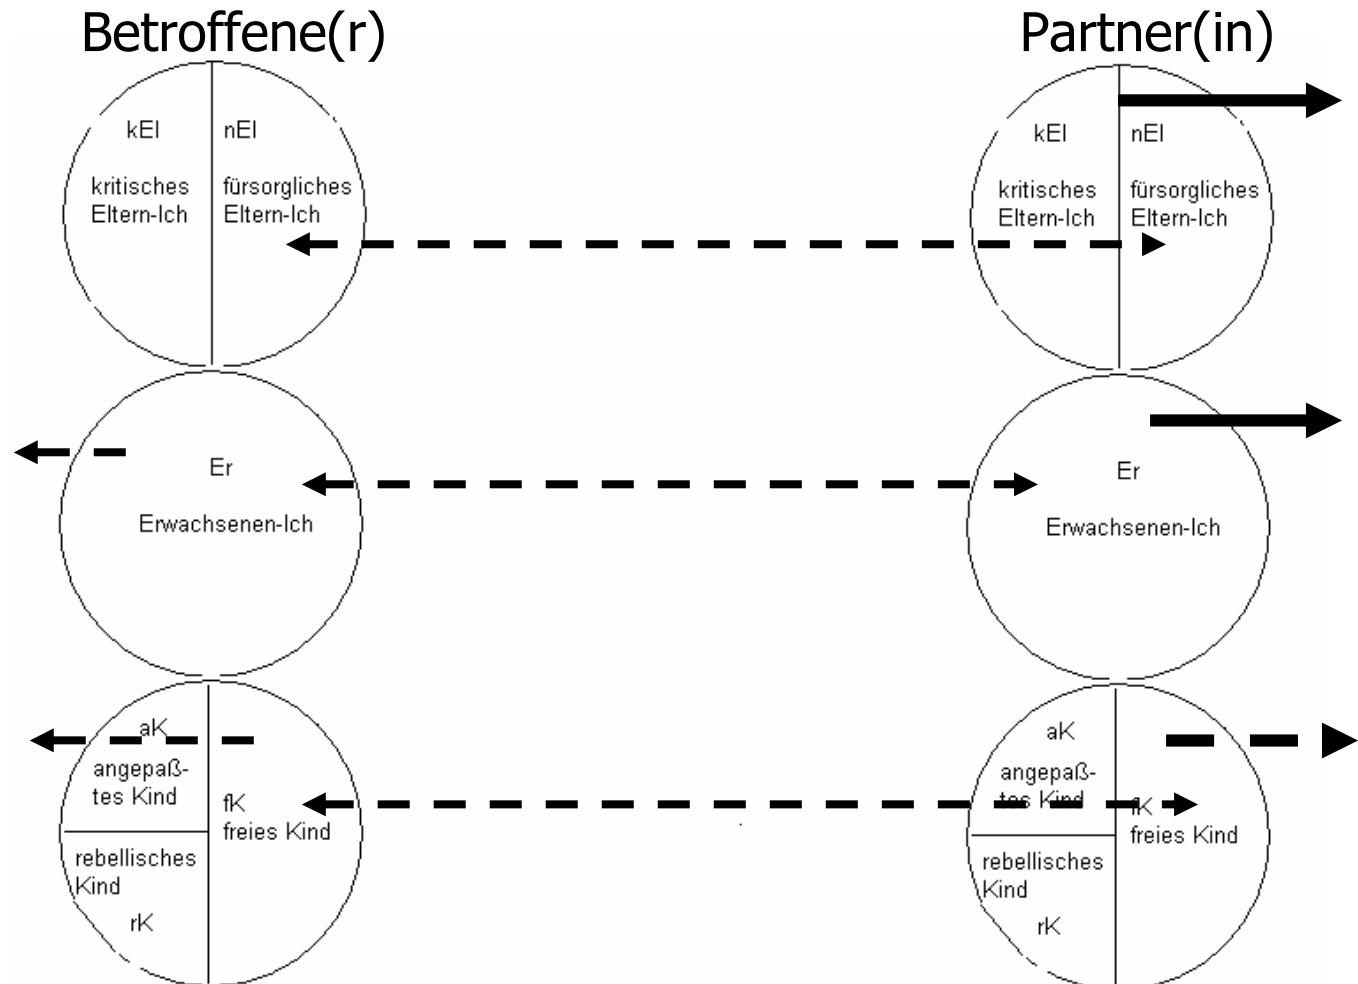 Betroffene(r)
Partner(in)
kEl
nEl
kritisches
Eltern-Ich
fürsorgliches
Eltern-Ich
kEl
nEl
kritisches
Eltern-Ich
fürsorgliches
Eltern-Ich
Er
Erwachsenen-Ich
Er
Erwachsenen-Ich
aK
angepaß-
tes Kind
fK
freies Kind
rebellisches
Kind
rK
aK
angepaß-
tes Kind
fK
freies Kind
rebellisches
Kind
rK